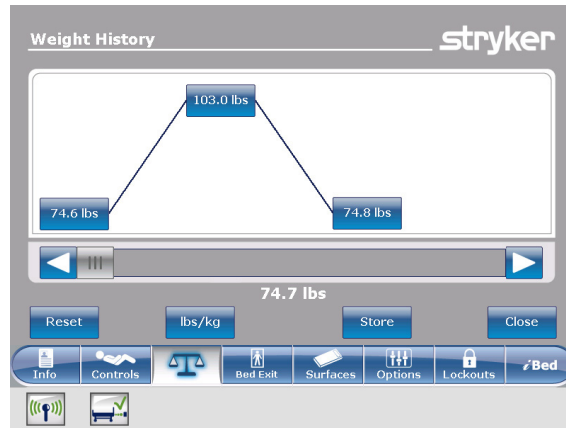 Weight History
stryker
103.0 lbs
74.6 lbs
74.8 lbs
74.7 lbs
Reset
lbs/kg
Store
Close
Info
Controls
Bed Exit
Surfaces
Options
Lockouts
iBed